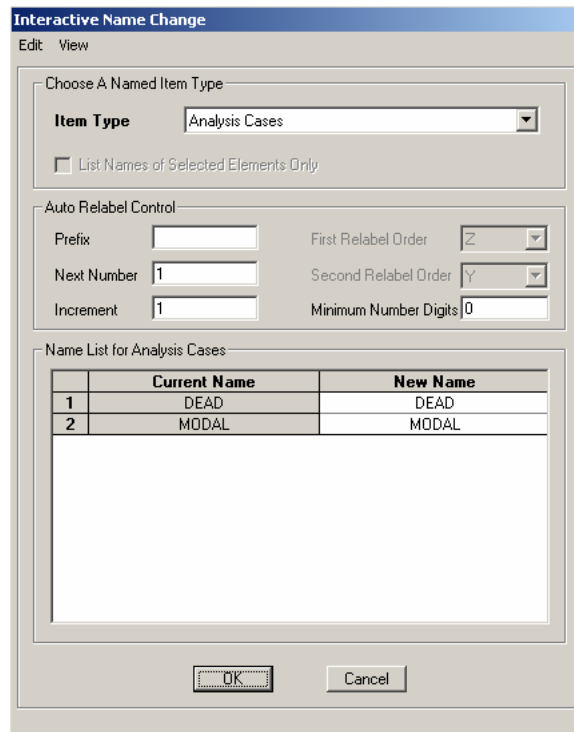 Interactive Name Change
Edit View
Choose A Named Item Type
Item Type Analysis Cases
List Names of Selected Elements Only
Auto Relabel Control
Prefix First Relabel Order Z
Next Number 1 Second Relabel Order Y
Increment 1 Minimum Number Digits 0
Name List for Analysis Cases
Current Name New Name
1 DEAD DEAD
2 MODAL MODAL
OK Cancel